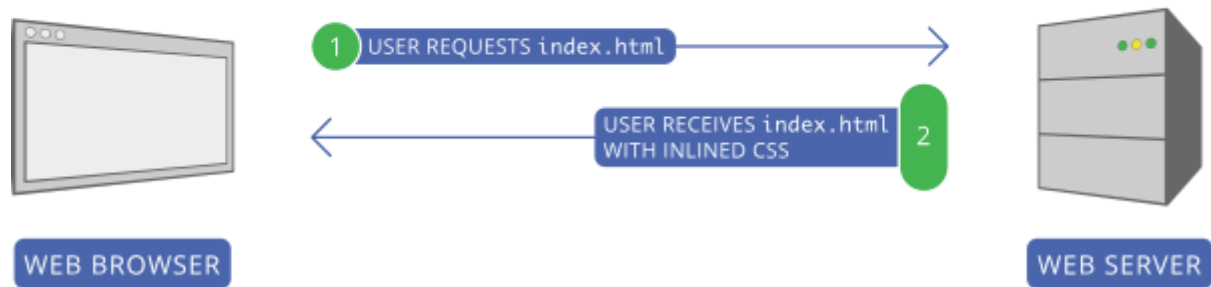 1 USER REQUESTS index.html
USER RECEIVES index.html
WITH INLINED CSS
2
WEB BROWSER
WEB SERVER